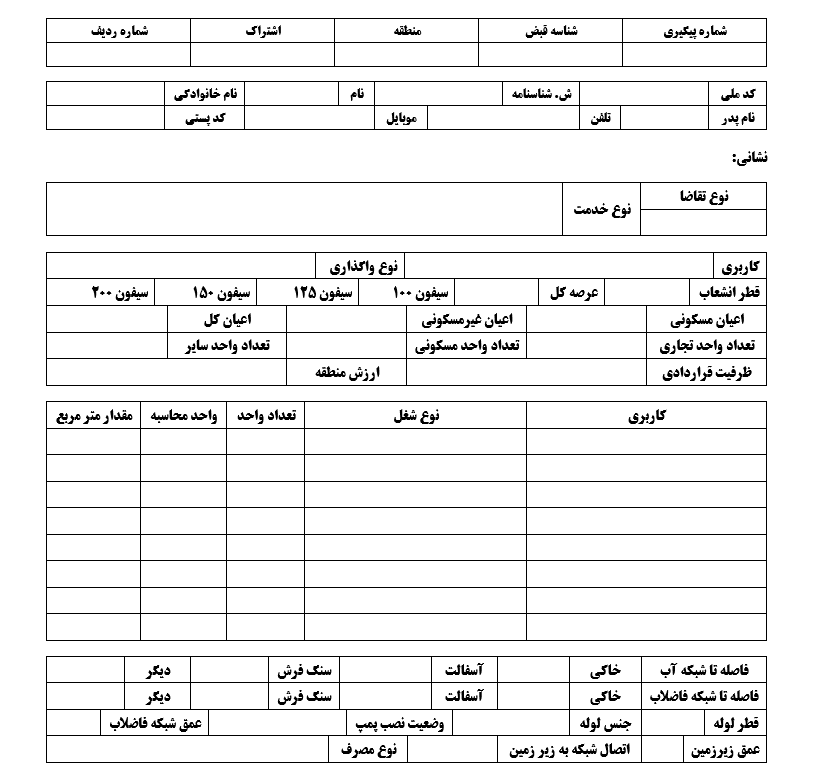 شماره پیگیری شناسه قبض منطقه اشتراک شماره ردیف
کد ملی ش. شناسنامه نام نام خانوادگی
نام پدر تلفن موبایل کد پستی
نشانی:
نوع تقاضا نوع خدمت
کاربری نوع واگذاری
قطر انشعاب عرصه کل سیفون ۱۰۰ سیفون ۱۲۵ سیفون ۱۵۰ سیفون ۲۰۰
اعیان مسکونی اعیان غیرمسکونی اعیان کل
تعداد واحد تجاری تعداد واحد مسکونی تعداد واحد سایر
ظرفیت قراردادی ارزش منطقه
کاربری نوع شغل تعداد واحد واحد محاسبه مقدار متر مربع
فاصله تا شبکه آب خاکی آسفالت سنگ فرش دیگر
فاصله تا شبکه فاضلاب خاکی آسفالت سنگ فرش دیگر
قطر لوله جنس لوله وضعیت نصب پمپ عمق شبکه فاضلاب
عمق زیرزمین اتصال شبکه به زیر زمین نوع مصرف